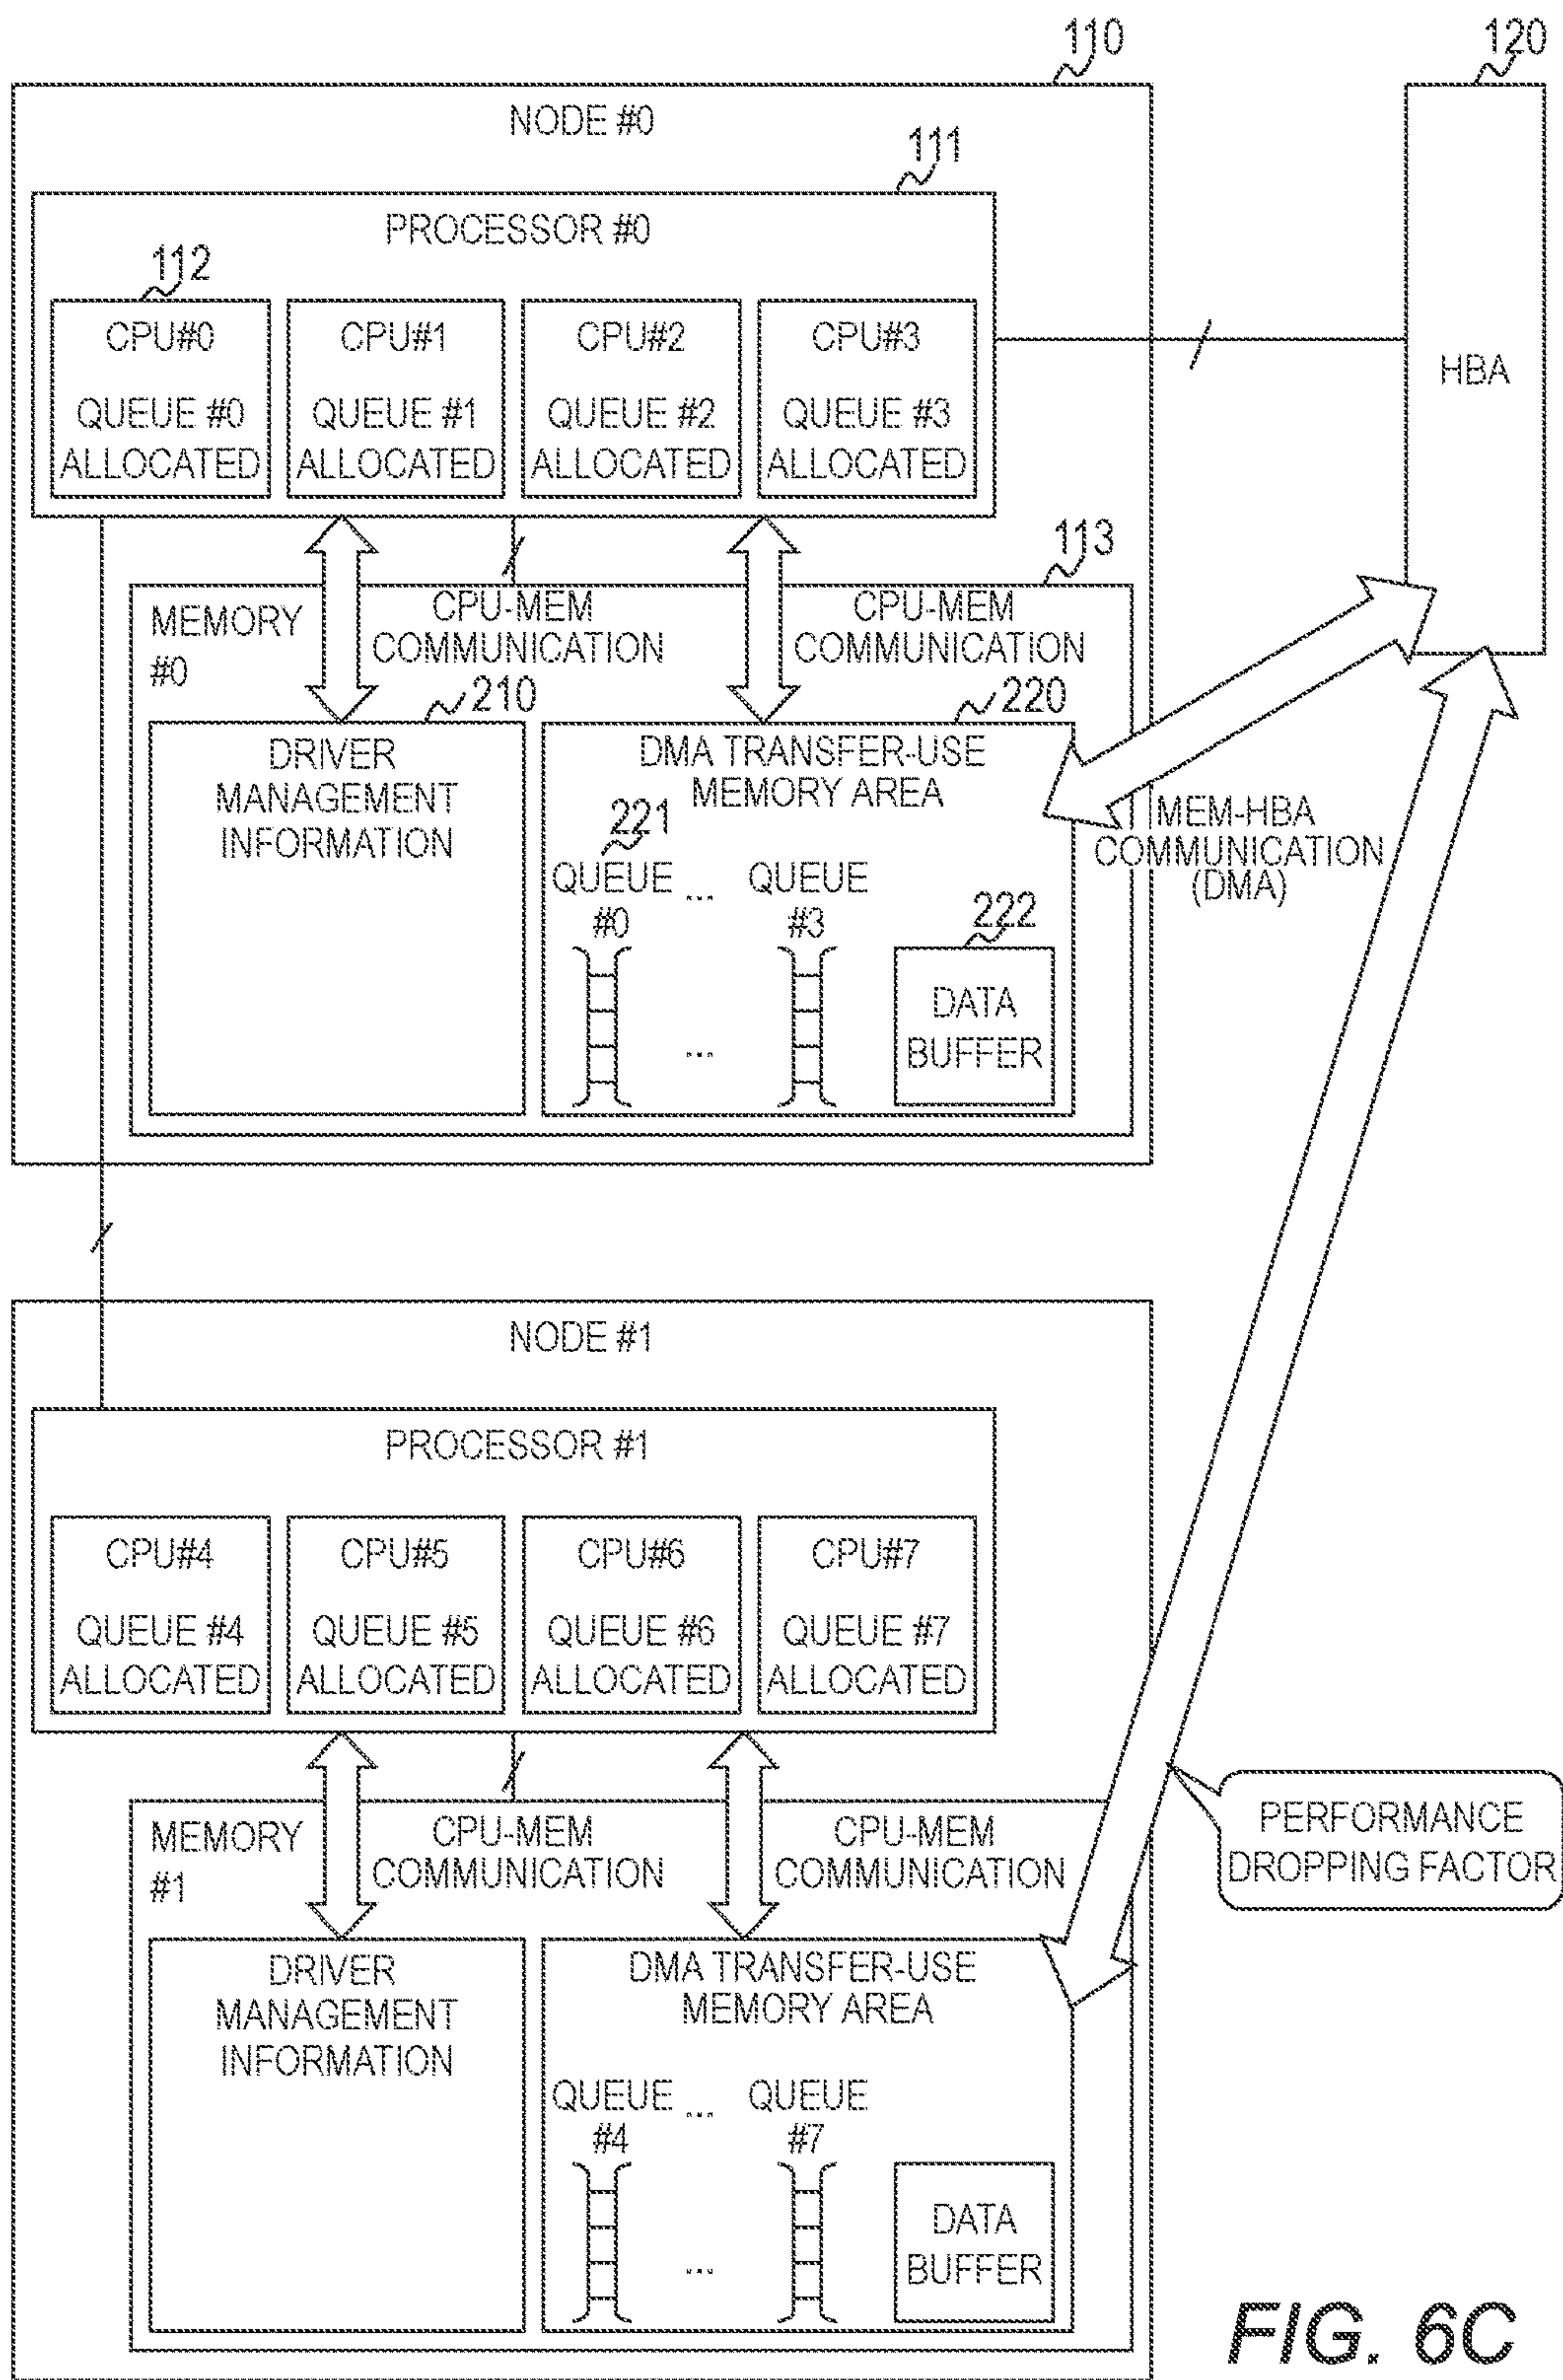 110
120
NODE #0
111
PROCESSOR #0
112
CPU#0
QUEUE #0
ALLOCATED
CPU#1
QUEUE #1
ALLOCATED
CPU#2
QUEUE #2
ALLOCATED
CPU#3
QUEUE #3
ALLOCATED
HBA
113
MEMORY
#0
CPU-MEM
COMMUNICATION
CPU-MEM
COMMUNICATION
210
220
DRIVER
MANAGEMENT
INFORMATION
DMA TRANSFER-USE
MEMORY AREA
221
QUEUE ... QUEUE
#0
#3
222
...
DATA
BUFFER
MEM-HBA
COMMUNICATION
(DMA)
NODE #1
PROCESSOR #1
CPU#4
QUEUE #4
ALLOCATED
CPU#5
QUEUE #5
ALLOCATED
CPU#6
QUEUE #6
ALLOCATED
CPU#7
QUEUE #7
ALLOCATED
MEMORY
#1
CPU-MEM
COMMUNICATION
CPU-MEM
COMMUNICATION
PERFORMANCE
DROPPING FACTOR
DRIVER
MANAGEMENT
INFORMATION
DMA TRANSFER-USE
MEMORY AREA
QUEUE ... QUEUE
#4
#7
...
DATA
BUFFER
FIG. 6C